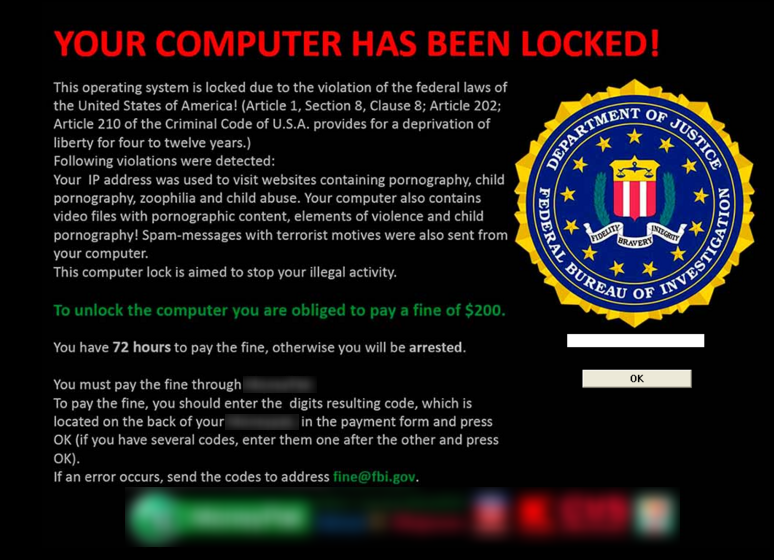 YOUR COMPUTER HAS BEEN LOCKED!
This operating system is locked due to the violation of the federal laws of
the United States of America! (Article 1, Section 8, Clause 8; Article 202;
Article 210 of the Criminal Code of U.S.A. provides for a deprivation of
liberty for four to twelve years.)
Following violations were detected:
Your IP address was used to visit websites containing pornography, child
pornography, zoophilia and child abuse. Your computer also contains
video files with pornographic content, elements of violence and child
pornography! Spam-messages with terrorist motives were also sent from
your computer.
This computer lock is aimed to stop your illegal activity.
To unlock the computer you are obliged to pay a fine of $200.
You have 72 hours to pay the fine, otherwise you will be arrested.
You must pay the fine through
To pay the fine, you should enter the digits resulting code, which is
located on the back of your in the payment form and press
OK (if you have several codes, enter them one after the other and press
OK).
If an error occurs, send the codes to address fine@fbi.gov.
DEPARTMENT OF JUSTICE
FIDELITY BRAVERY INTEGRITY
FEDERAL BUREAU OF INVESTIGATION
OK